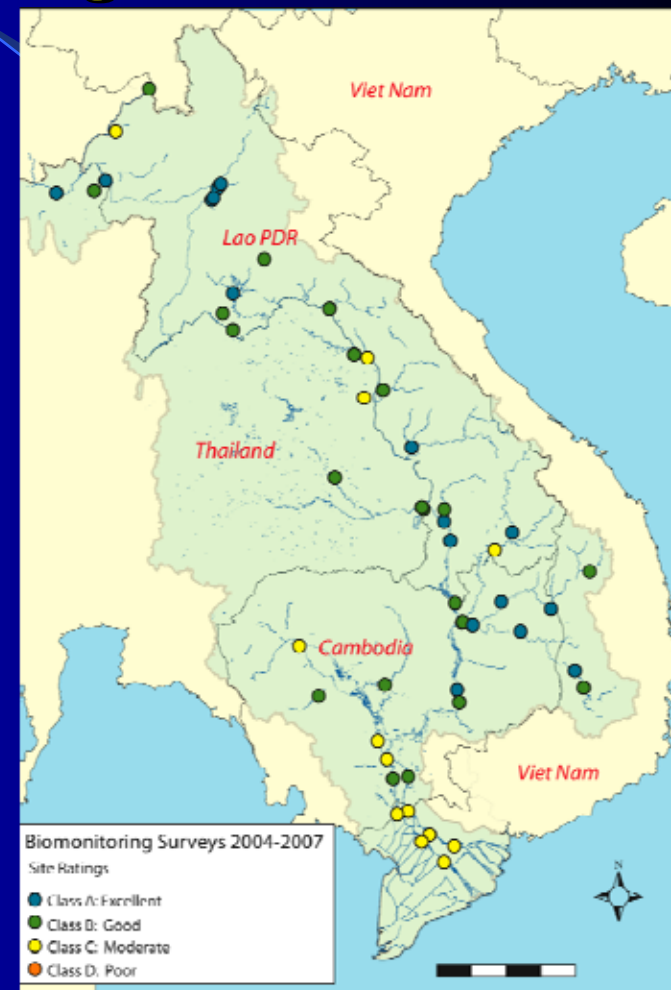 Viet Nam
Lao PDR
Thailand
Cambodia
Viet Nam
Biomonitoring Surveys 2004-2007
Site Ratings
Class A: Excellent
Class B: Good
Class C: Moderate
Class D. Poor
N